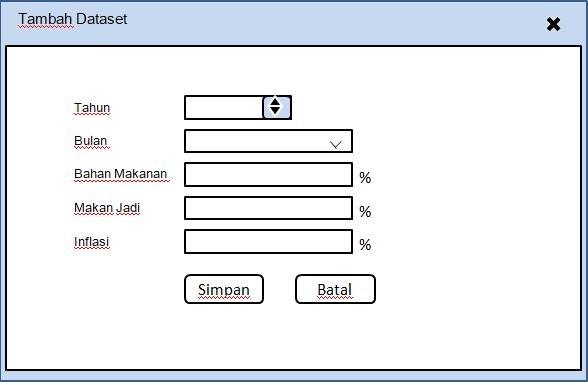 Tambah Dataset
Tahun
Bulan
Bahan Makanan
%
Makan Jadi
%
Inflasi
%
Simpan
Batal